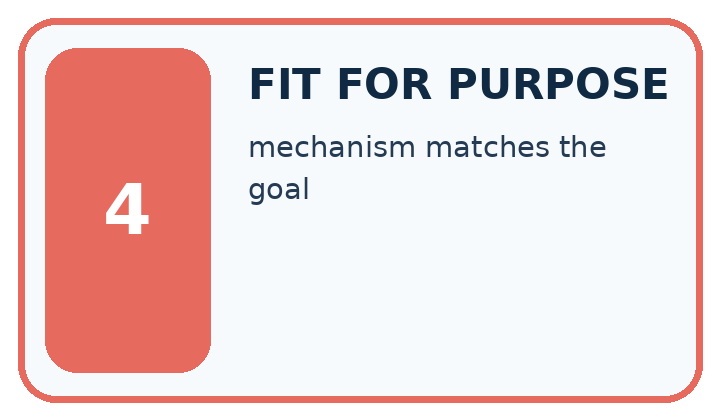 4
FIT FOR PURPOSE
mechanism matches the
goal